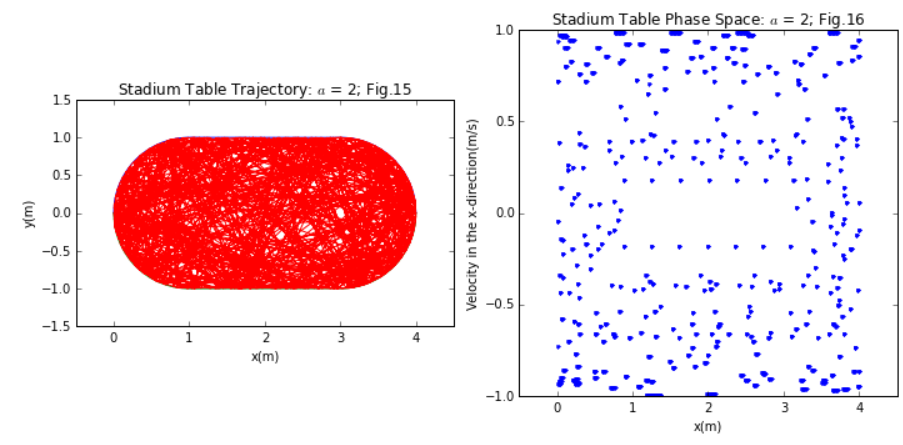 Stadium Table Trajectory: a = 2; Fig.15
1.5
1.0
0.5
0.0
−0.5
−1.0
−1.5
y(m)
0 1 2 3 4
x(m)
Stadium Table Phase Space: a = 2; Fig.16
1.0
0.5
0.0
−0.5
−1.0
Velocity in the x-direction(m/s)
0 1 2 3 4
x(m)